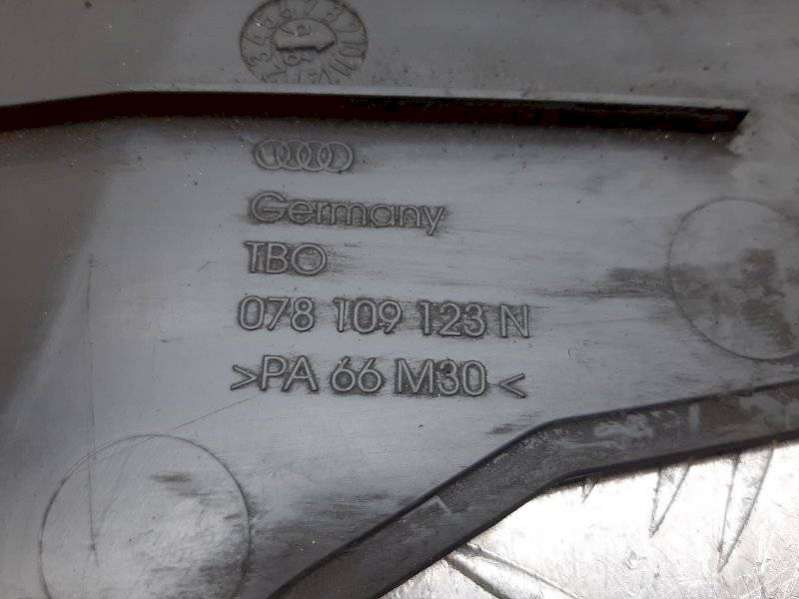 Germany
TBO
078 109 123 N
>PA 66 M30<